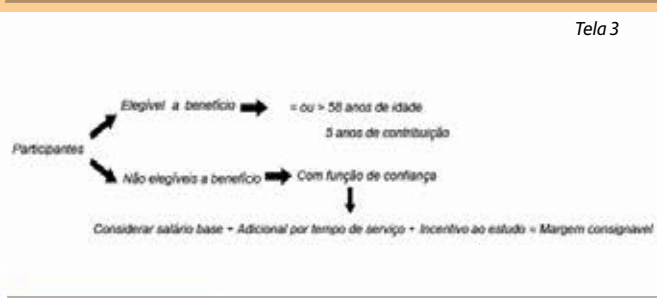 Tela 3
Elegível a benefício
= ou > 58 anos de idade
5 anos de contribuição
Participantes
Não elegíveis a benefício
Com função de confiança
Considerar salário base + Adicional por tempo de serviço + Incentivo ao estudo = Margem consignavel